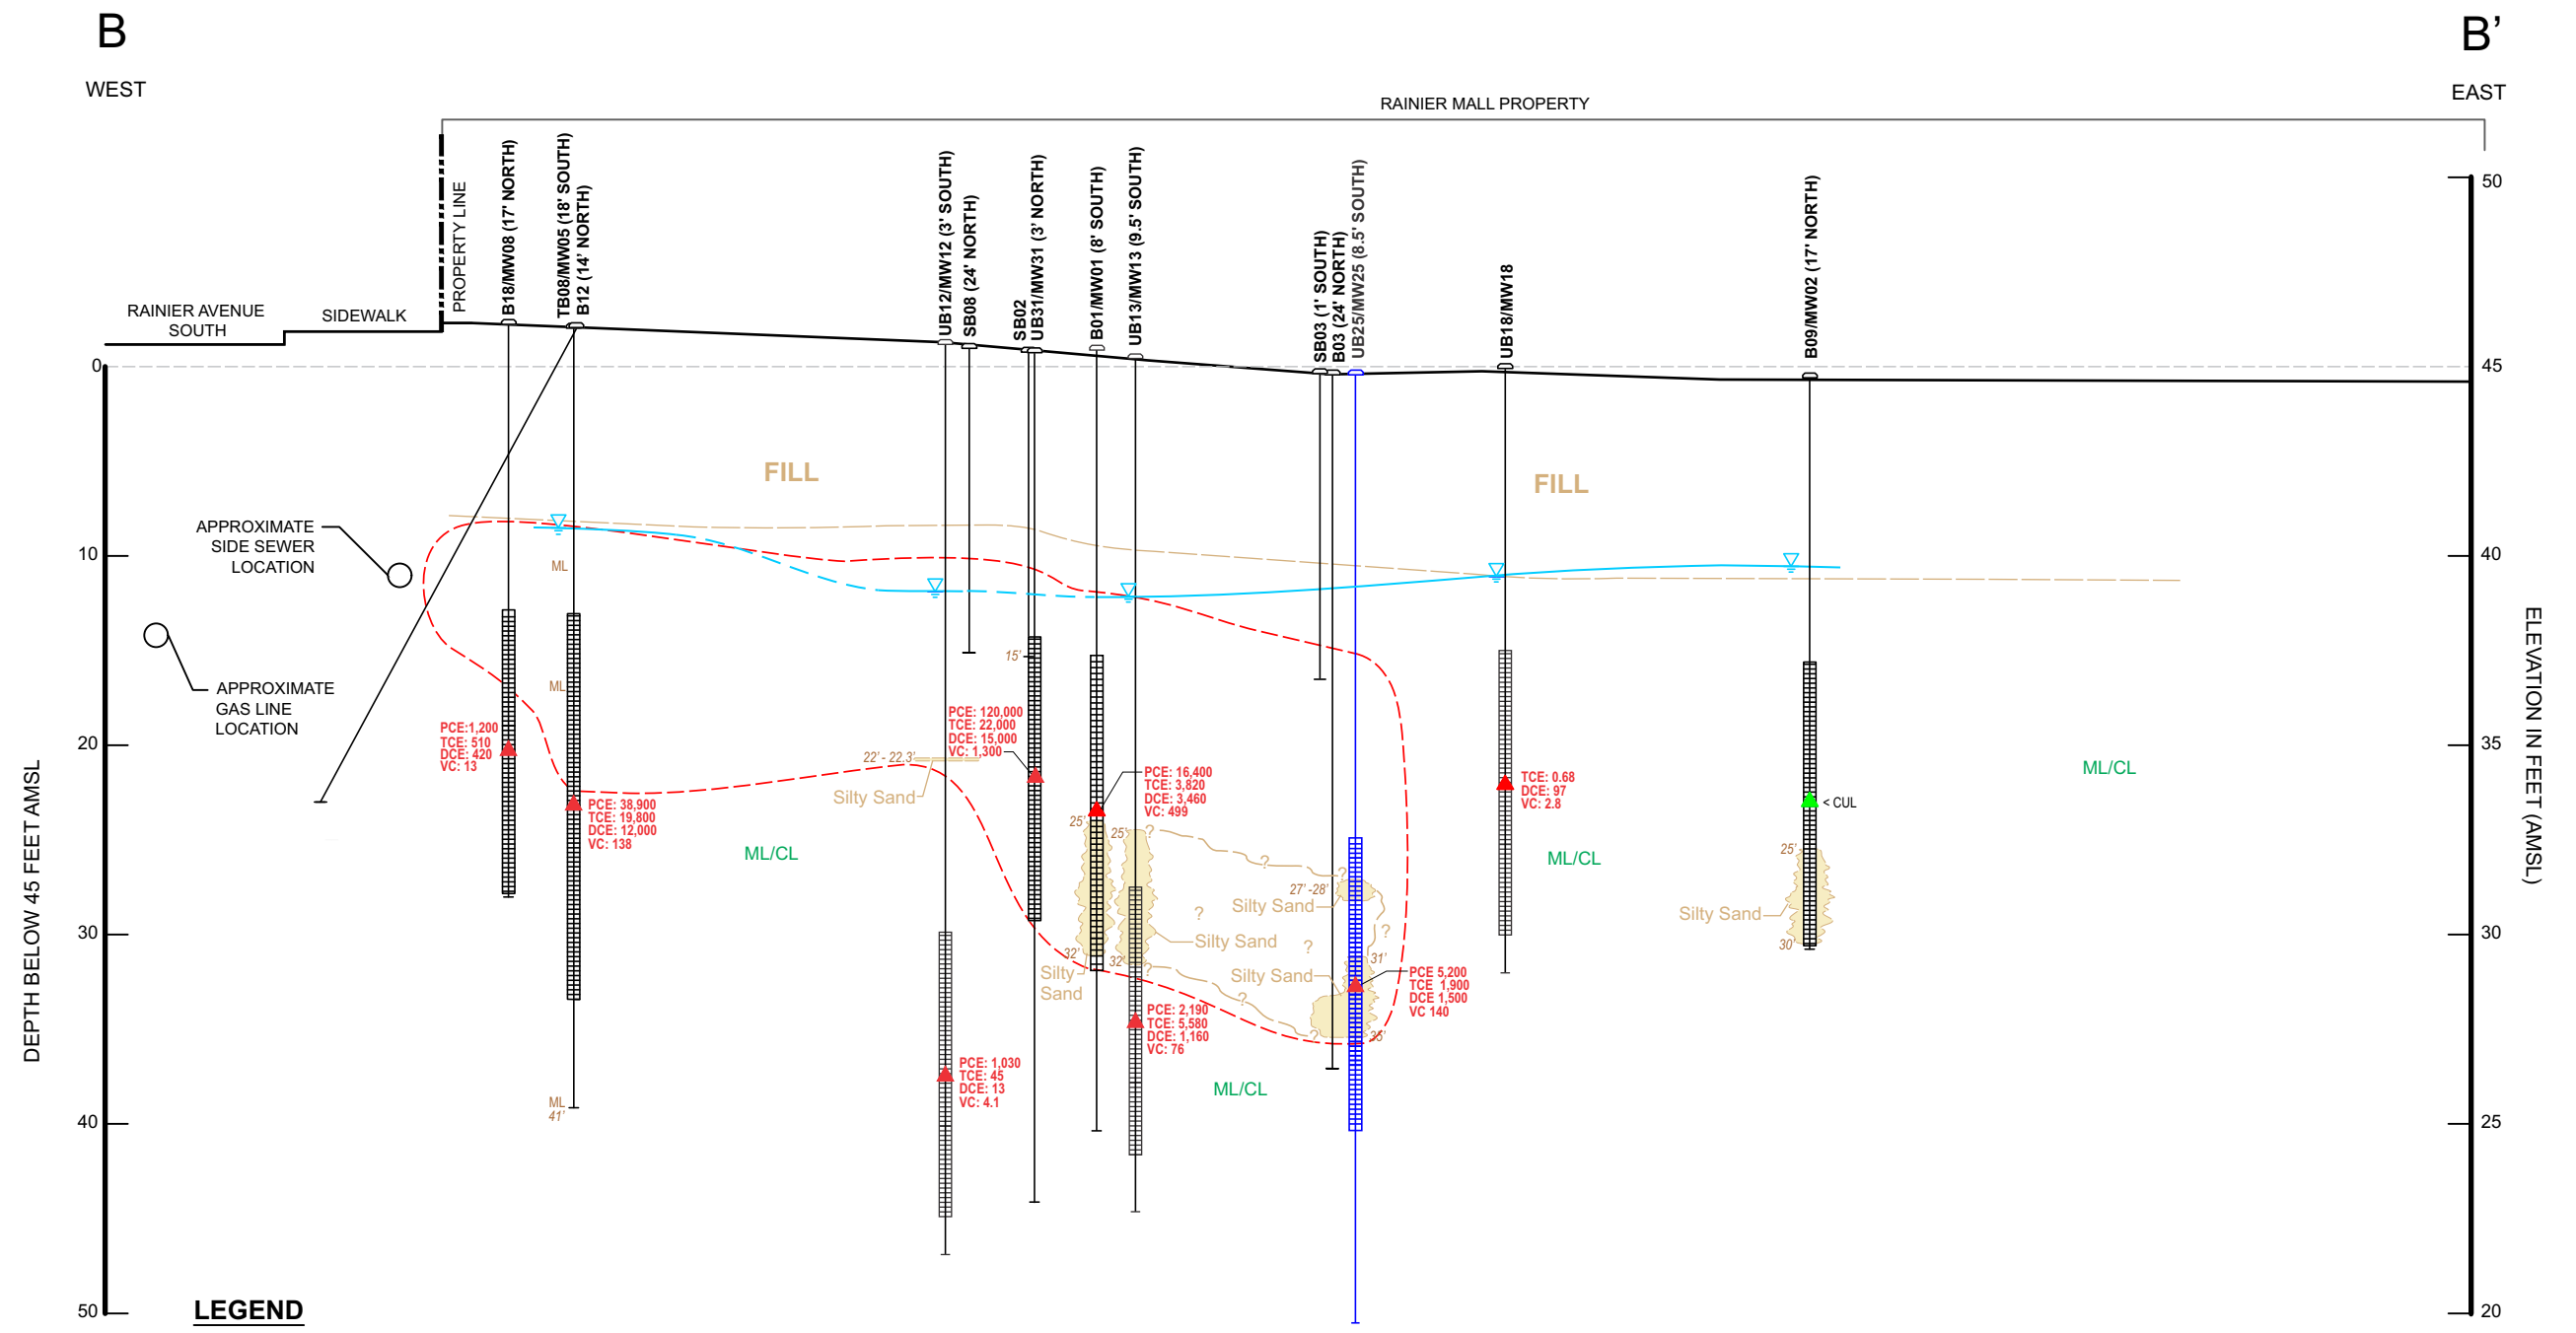 B
B’
WEST
EAST
RAINIER MALL PROPERTY
PROPERTY LINE
B18/MW08 (17' NORTH)
TB08/MW05 (18' SOUTH)
B12 (14' NORTH)
UB12/MW12 (3' SOUTH)
SB08 (24' NORTH)
SB02
UB31/MW31 (3' NORTH)
B01/MW01 (8' SOUTH)
UB13/MW13 (9.5' SOUTH)
SB03 (1' SOUTH)
B03 (24' NORTH)
UB25/MW25 (8.5' SOUTH)
UB18/MW18
B09/MW02 (17' NORTH)
50
RAINIER AVENUE
SOUTH
SIDEWALK
0
45
FILL
FILL
APPROXIMATE
SIDE SEWER
LOCATION
10
40
ML
15'
ML
APPROXIMATE
GAS LINE
LOCATION
PCE:1,200
TCE: 510
DCE: 420
VC: 13
PCE: 120,000
TCE: 22,000
DCE: 15,000
VC: 1,300
20
35
22' - 22.3'
Silty Sand
PCE: 38,900
TCE: 19,800
DCE: 12,000
VC: 138
PCE: 16,400
TCE: 3,820
DCE: 3,460
VC: 499
TCE: 0.68
DCE: 97
VC: 2.8
< CUL
ML/CL
ML/CL
ML/CL
25'
25'
?
?
?
25'
27' -28'
Silty Sand
?
Silty Sand
?
Silty Sand
?
30
30
30'
32'
32'
?
Silty
Sand
Silty Sand
31'
?
?
35'
PCE 5,200
TCE 1,900
DCE 1,500
VC 140
PCE: 2,190
TCE: 5,580
DCE: 1,160
VC: 76
PCE: 1,030
TCE: 45
DCE: 13
VC: 4.1
ML/CL
ML
41'
40
25
50
20
DEPTH BELOW 45 FEET AMSL
ELEVATION IN FEET (AMSL)
LEGEND